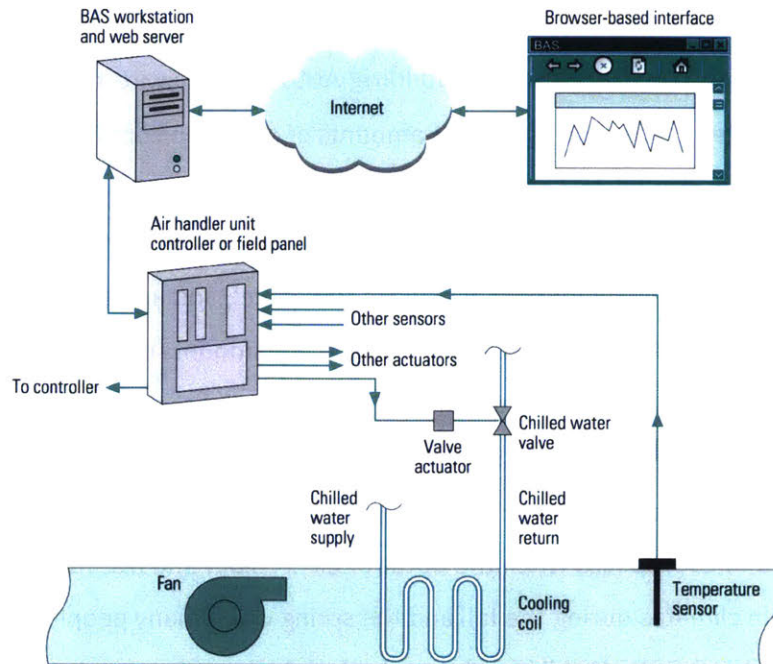 BAS workstation
and web server
Browser-based interface
BAS
Internet
Air handler unit
controller or field panel
Other sensors
Other actuators
To controller
Valve
actuator
Chilled water
valve
Chilled
water
supply
Chilled
water
return
Fan
Cooling
coil
Temperature
sensor